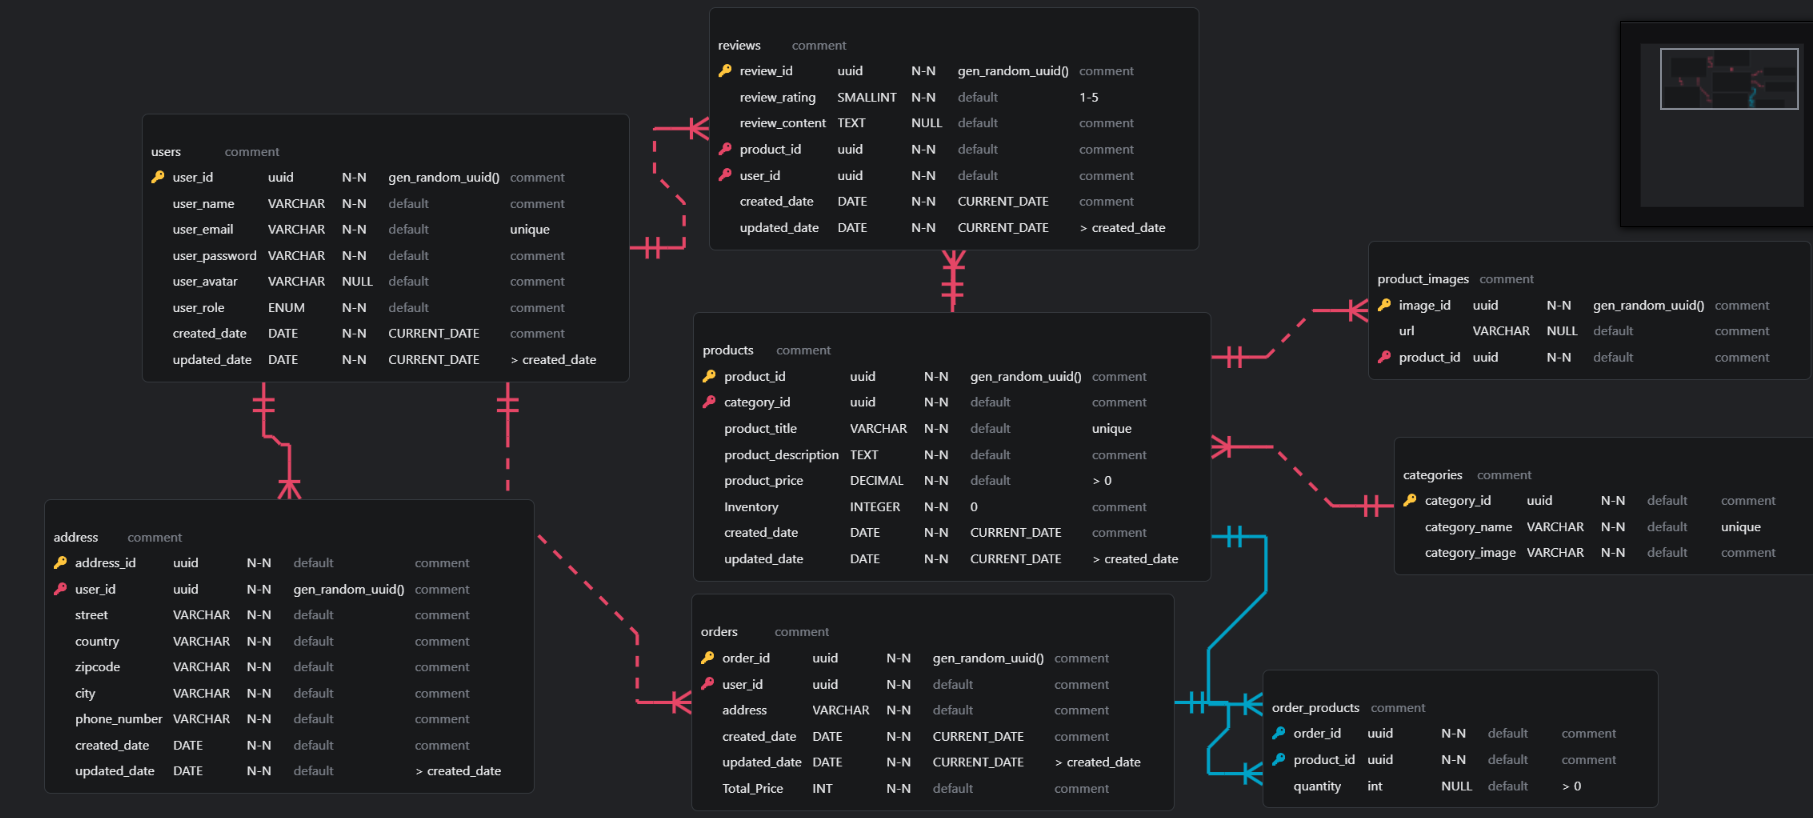 reviews comment
review_id uuid N-N gen_random_uuid() comment
review_rating SMALLINT N-N default 1-5
review_content TEXT NULL default comment
product_id uuid N-N default comment
user_id uuid N-N default comment
created_date DATE N-N CURRENT_DATE comment
updated_date DATE N-N CURRENT_DATE > created_date
users comment
user_id uuid N-N gen_random_uuid() comment
user_name VARCHAR N-N default comment
user_email VARCHAR N-N default unique
user_password VARCHAR N-N default comment
user_avatar VARCHAR NULL default comment
user_role ENUM N-N default comment
created_date DATE N-N CURRENT_DATE comment
updated_date DATE N-N CURRENT_DATE > created_date
product_images comment
image_id uuid N-N gen_random_uuid() comment
url VARCHAR NULL default comment
product_id uuid N-N default comment
products comment
product_id uuid N-N gen_random_uuid() comment
category_id uuid N-N default comment
product_title VARCHAR N-N default unique
product_description TEXT N-N default comment
product_price DECIMAL N-N default > 0
Inventory INTEGER N-N 0 comment
created_date DATE N-N CURRENT_DATE comment
updated_date DATE N-N CURRENT_DATE > created_date
categories comment
category_id uuid N-N default comment
category_name VARCHAR N-N default unique
category_image VARCHAR N-N default comment
address comment
address_id uuid N-N default comment
user_id uuid N-N gen_random_uuid() comment
street VARCHAR N-N default comment
country VARCHAR N-N default comment
zipcode VARCHAR N-N default comment
city VARCHAR N-N default comment
phone_number VARCHAR N-N default comment
created_date DATE N-N default comment
updated_date DATE N-N default > created_date
orders comment
order_id uuid N-N gen_random_uuid() comment
user_id uuid N-N default comment
address VARCHAR N-N default comment
created_date DATE N-N CURRENT_DATE comment
updated_date DATE N-N CURRENT_DATE > created_date
Total_Price INT N-N default comment
order_products comment
order_id uuid N-N default comment
product_id uuid N-N default comment
quantity int NULL default > 0